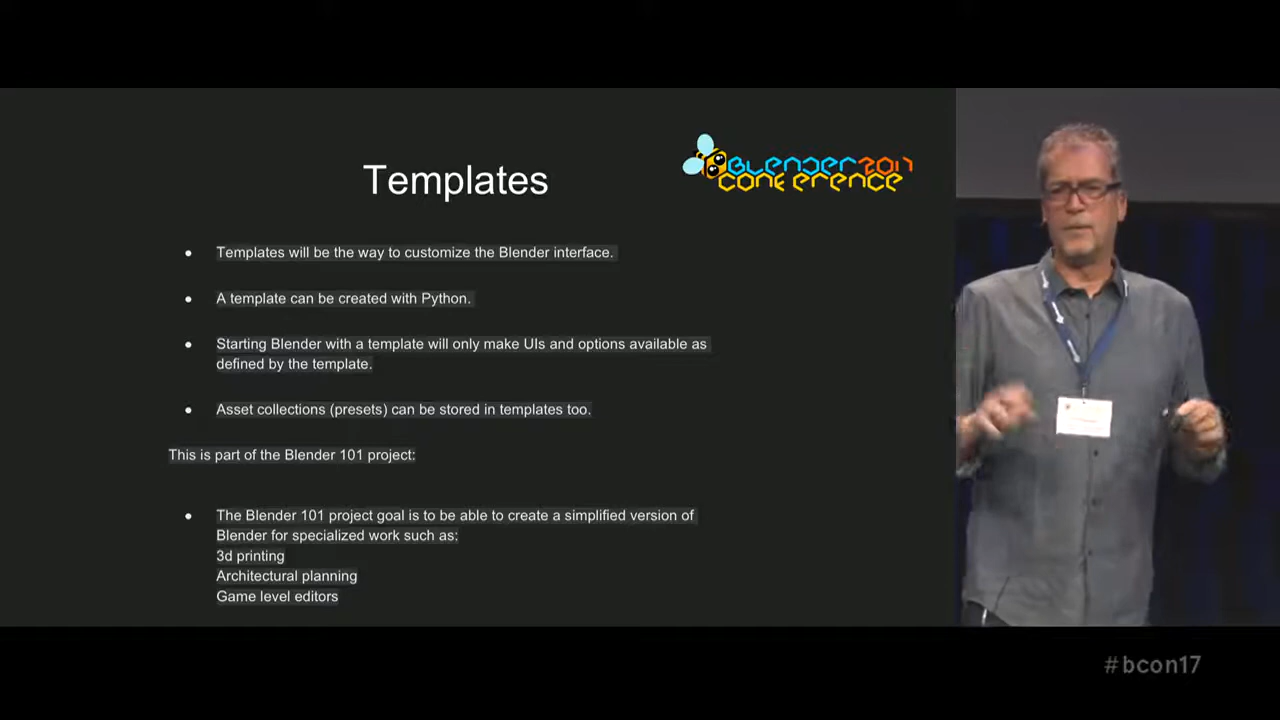 Templates
BLENDER 2017
CONFERENCE
Templates will be the way to customize the Blender interface.
A template can be created with Python.
Starting Blender with a template will only make UIs and options available as
defined by the template.
Asset collections (presets) can be stored in templates too.
This is part of the Blender 101 project:
The Blender 101 project goal is to be able to create a simplified version of
Blender for specialized work such as:
3d printing
Architectural planning
Game level editors
#bcon17